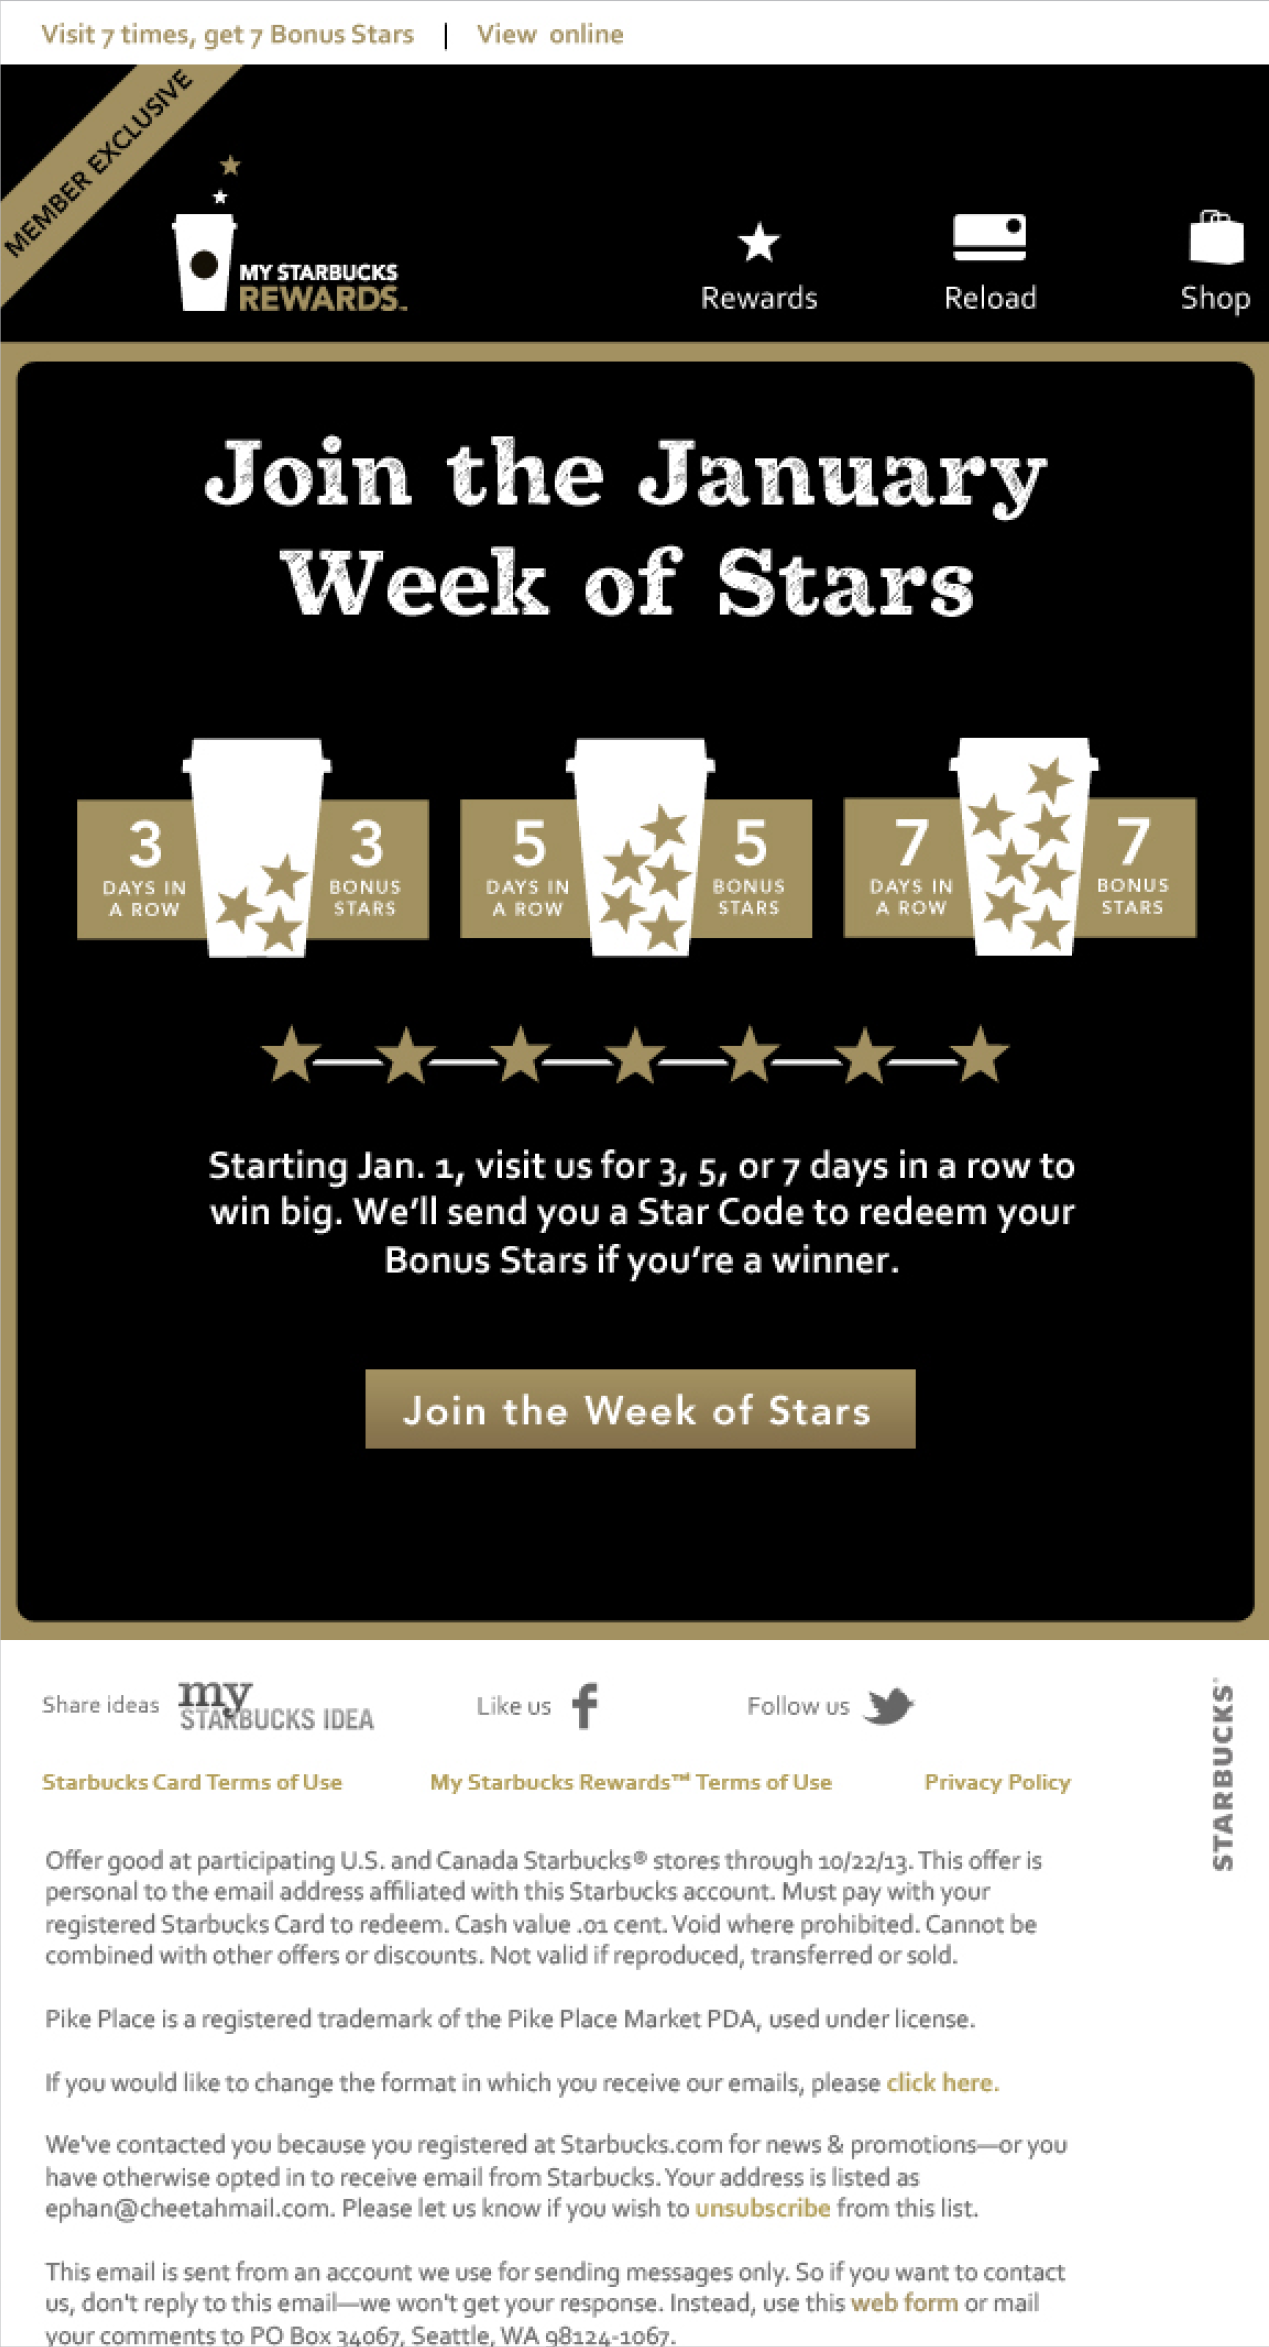 Visit 7 times, get 7 Bonus Stars | View online
MEMBER EXCLUSIVE
MY STARBUCKS
REWARDS™
Rewards
Reload
Shop
Join the January
Week of Stars
3
DAYS IN
A ROW
3
BONUS
STARS
5
DAYS IN
A ROW
5
BONUS
STARS
7
DAYS IN
A ROW
7
BONUS
STARS
Starting Jan. 1, visit us for 3, 5, or 7 days in a row to
win big. We'll send you a Star Code to redeem your
Bonus Stars if you're a winner.
Join the Week of Stars
Share ideas
my
STARBUCKS IDEA
Like us
Follow us
STARBUCKS
Starbucks Card Terms of Use
My Starbucks Rewards™ Terms of Use
Privacy Policy
Offer good at participating U.S. and Canada Starbucks® stores through 10/22/13. This offer is
personal to the email address affiliated with this Starbucks account. Must pay with your
registered Starbucks Card to redeem. Cash value .01 cent. Void where prohibited. Cannot be
combined with other offers or discounts. Not valid if reproduced, transferred or sold.
Pike Place is a registered trademark of the Pike Place Market PDA, used under license.
If you would like to change the format in which you receive our emails, please click here.
We've contacted you because you registered at Starbucks.com for news & promotions—or you
have otherwise opted in to receive email from Starbucks. Your address is listed as
ephan@cheetahmail.com. Please let us know if you wish to unsubscribe from this list.
This email is sent from an account we use for sending messages only. So if you want to contact
us, don't reply to this email—we won't get your response. Instead, use this web form or mail
your comments to PO Box 34067, Seattle, WA 98124-1067.